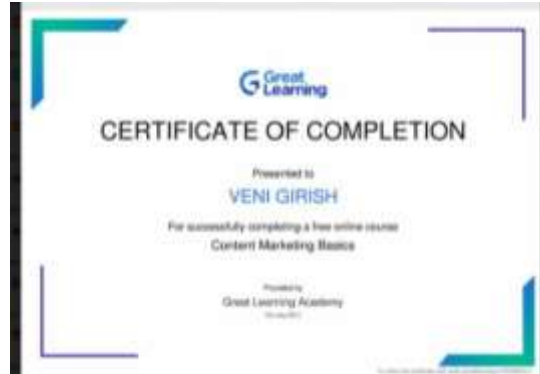 Great
Learning
CERTIFICATE OF COMPLETION
Presented to
VENI GIRISH
For successfully completing a free online course
Content Marketing Basics
Provided by
Great Learning Academy